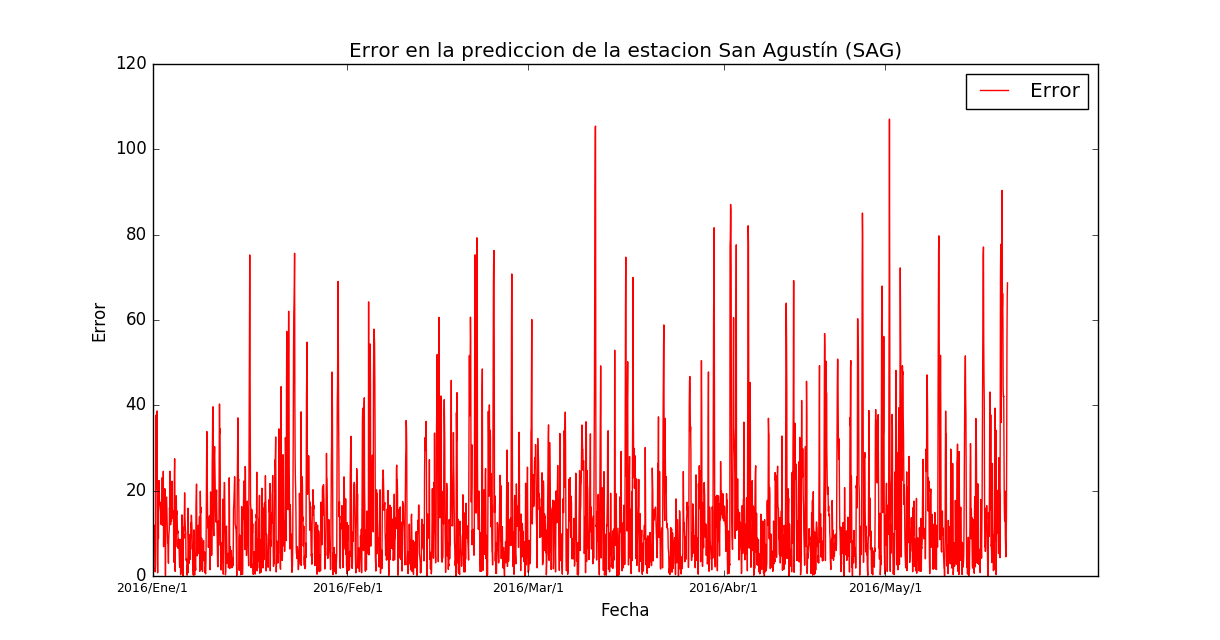 Error en la prediccion de la estacion San Agustín (SAG)
120
Error
100
80
60
Error
40
20
0
2016/Ene/1 2016/Feb/1 2016/Mar/1 2016/Abr/1 2016/May/1
Fecha